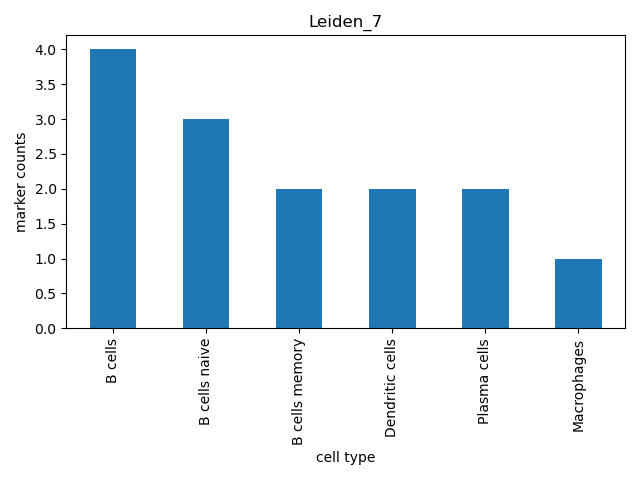 Leiden_7
marker counts
4.0
3.5
3.0
2.5
2.0
1.5
1.0
0.5
0.0
B cells
B cells naive
B cells memory
Dendritic cells
Plasma cells
Macrophages
cell type